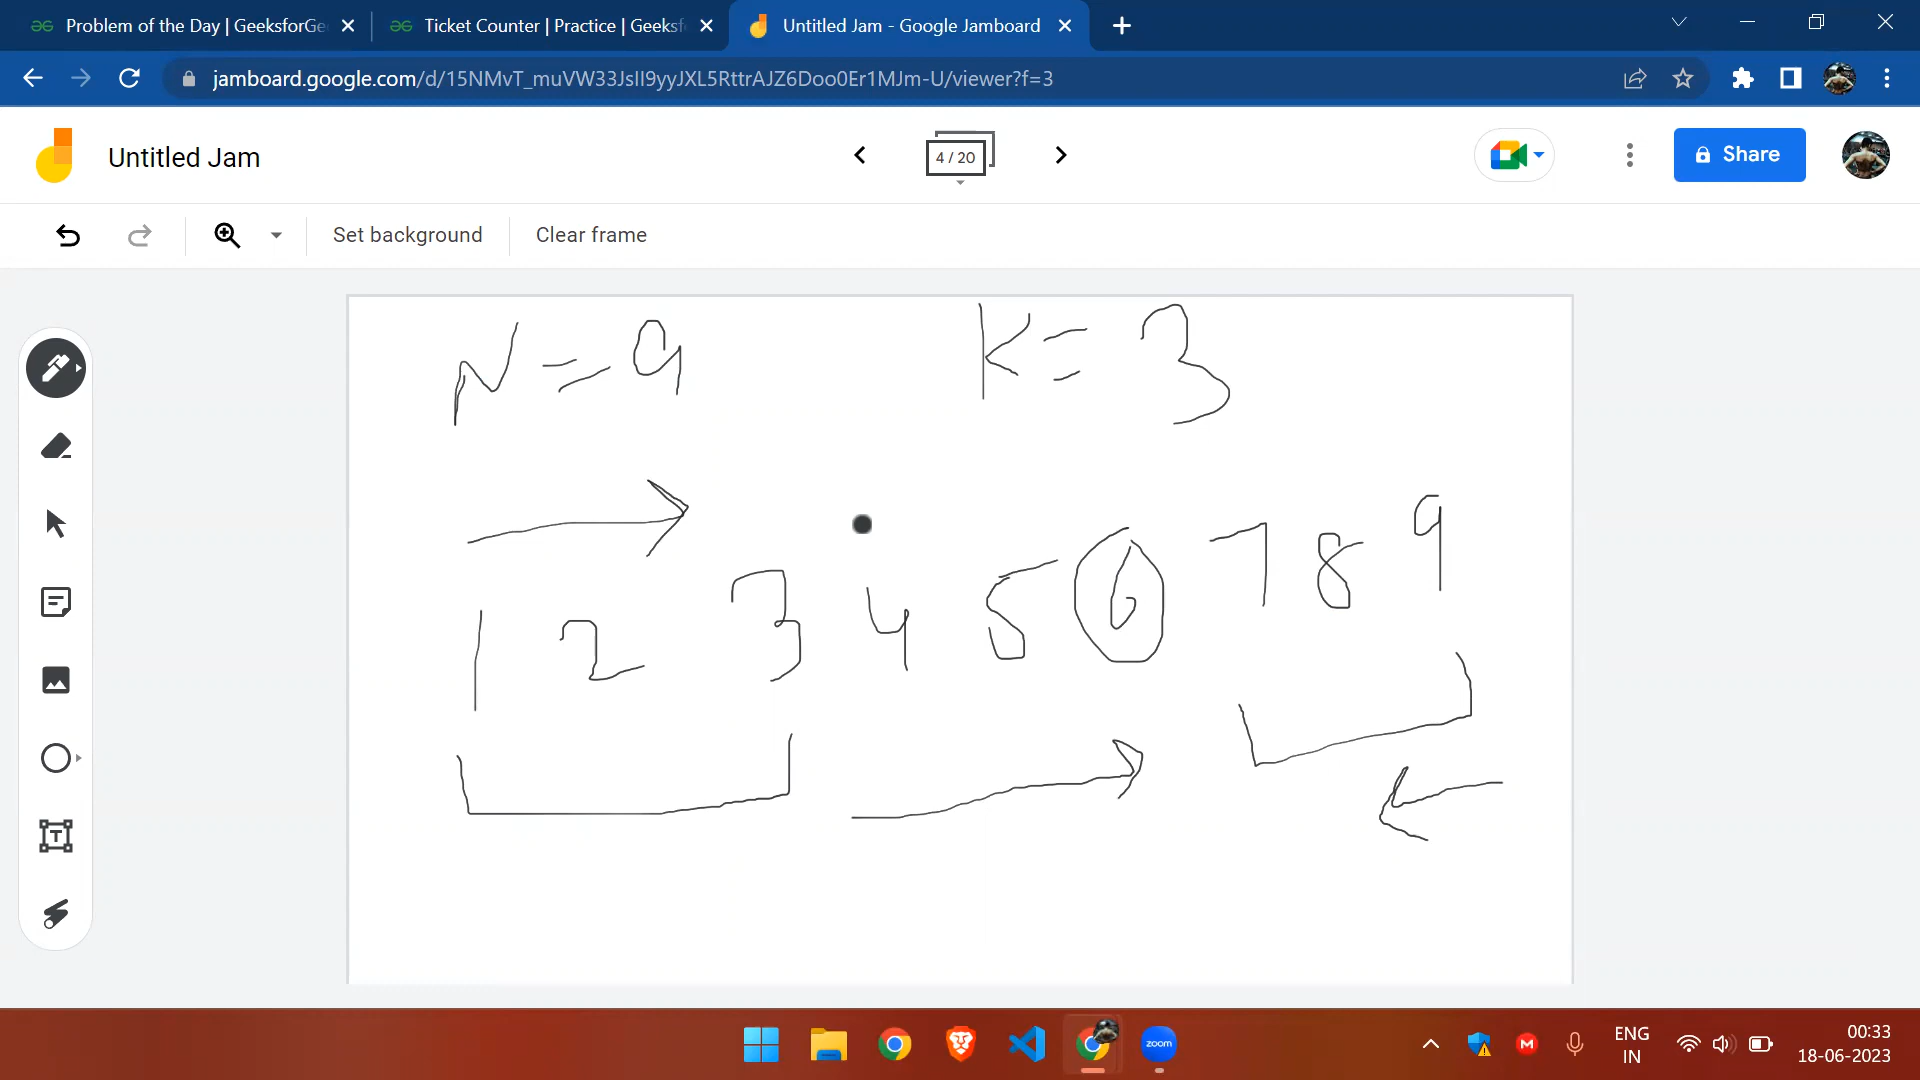 Problem of the Day | GeeksforGe
Ticket Counter | Practice | Geeksf
Untitled Jam - Google Jamboard
jamboard.google.com/d/15NMvT_muVW33JsII9yyJXL5RttrAJZ6Doo0Er1MJm-U/viewer?f=3
Untitled Jam
4 / 20
Share
Set background
Clear frame
N = 9
K = 3
1 2 3 4 5 6 7 8 9
zoom
ENG
IN
00:33
18-06-2023